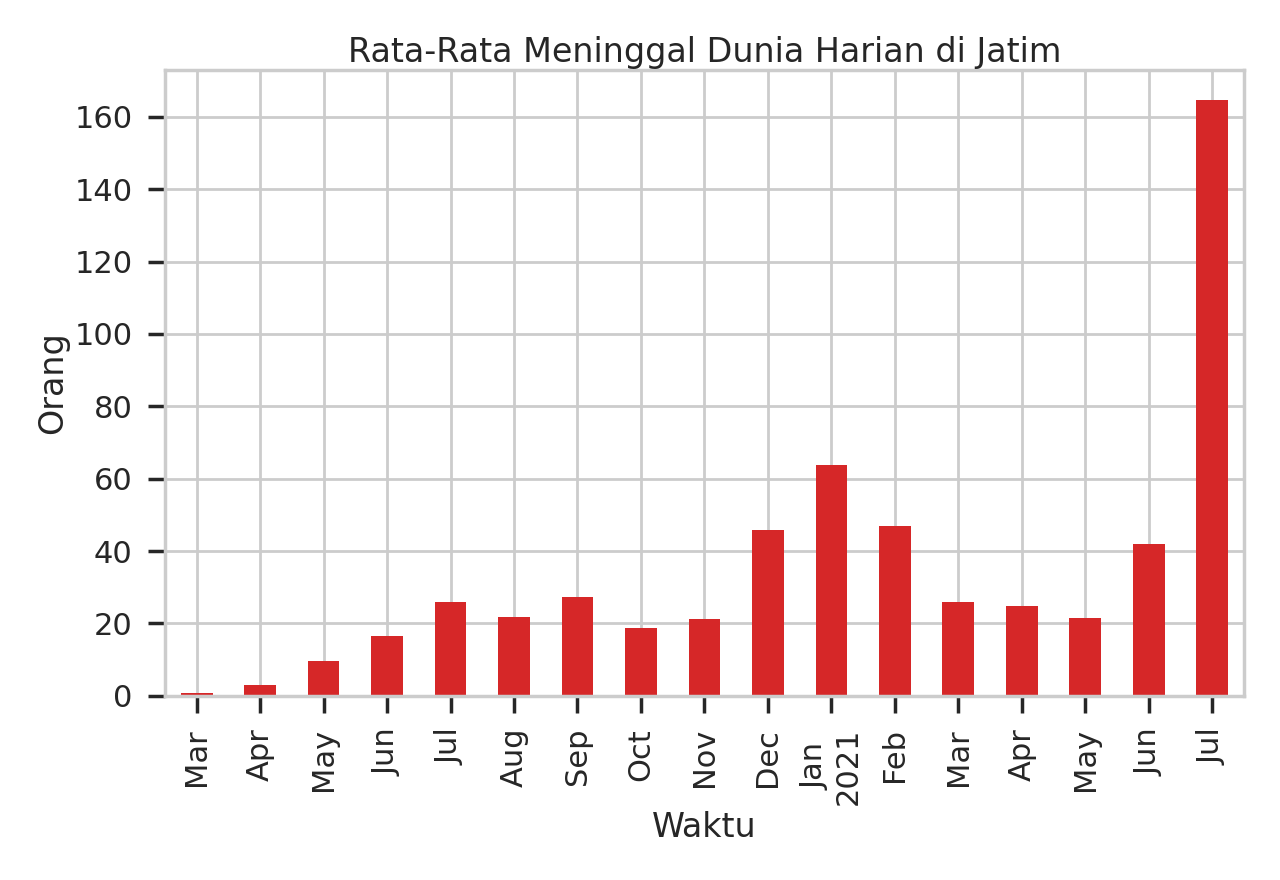 Rata-Rata Meninggal Dunia Harian di Jatim
160
140
120
100
80
60
40
20
0
Orang
Mar
Apr
May
Jun
Jul
Aug
Sep
Oct
Nov
Dec
Jan
2021
Feb
Mar
Apr
May
Jun
Jul
Waktu